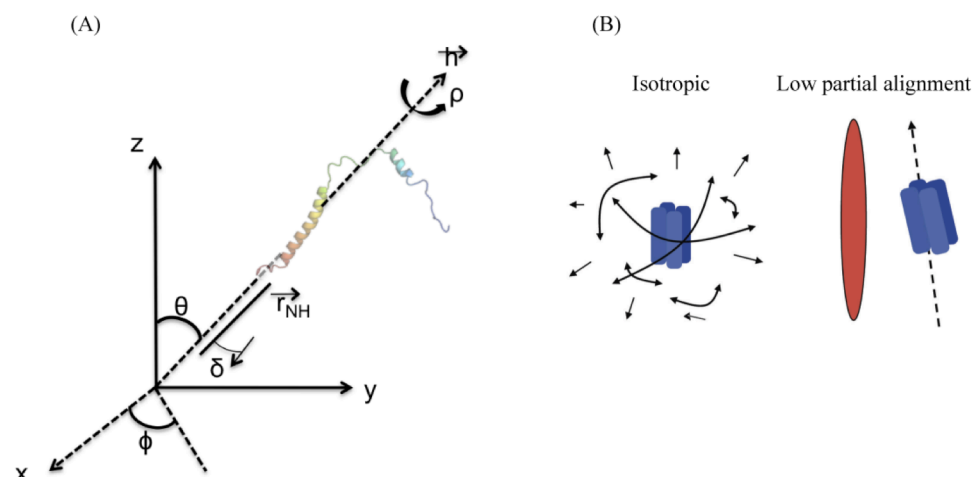 (A)
h
ρ
z
θ
r_NH
δ
y
ϕ
x
(B)
Isotropic
Low partial alignment